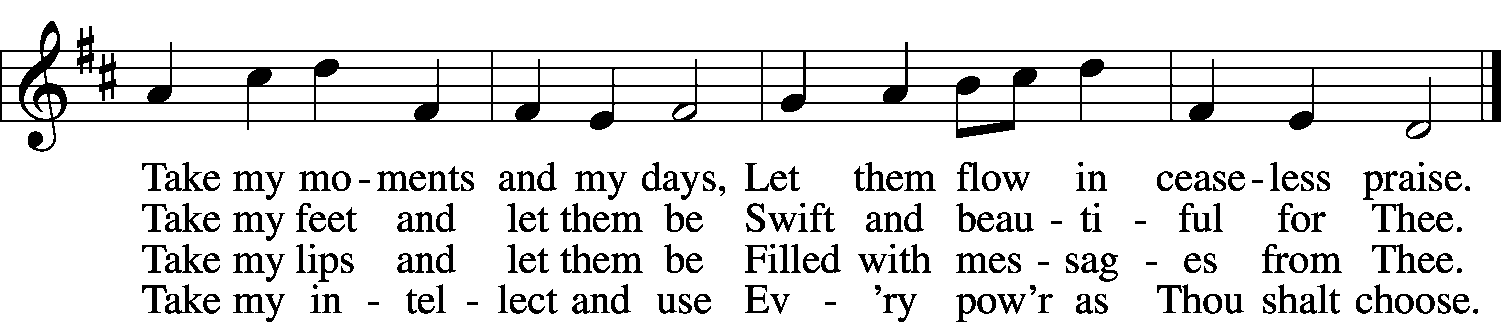 Take my mo - ments and my days, Let them flow in cease - less praise.
Take my feet and let them be Swift and beau - ti - ful for Thee.
Take my lips and let them be Filled with mes - sag - es from Thee.
Take my in - tel - lect and use Ev - 'ry pow'r as Thou shalt choose.